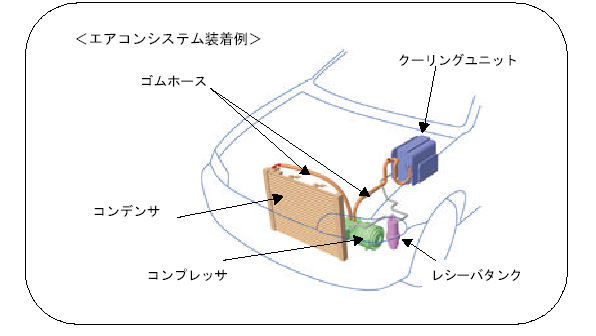 ＜エアコンシステム装着例＞
クーリングユニット
ゴムホース
コンデンサ
コンプレッサ
レシーバタンク